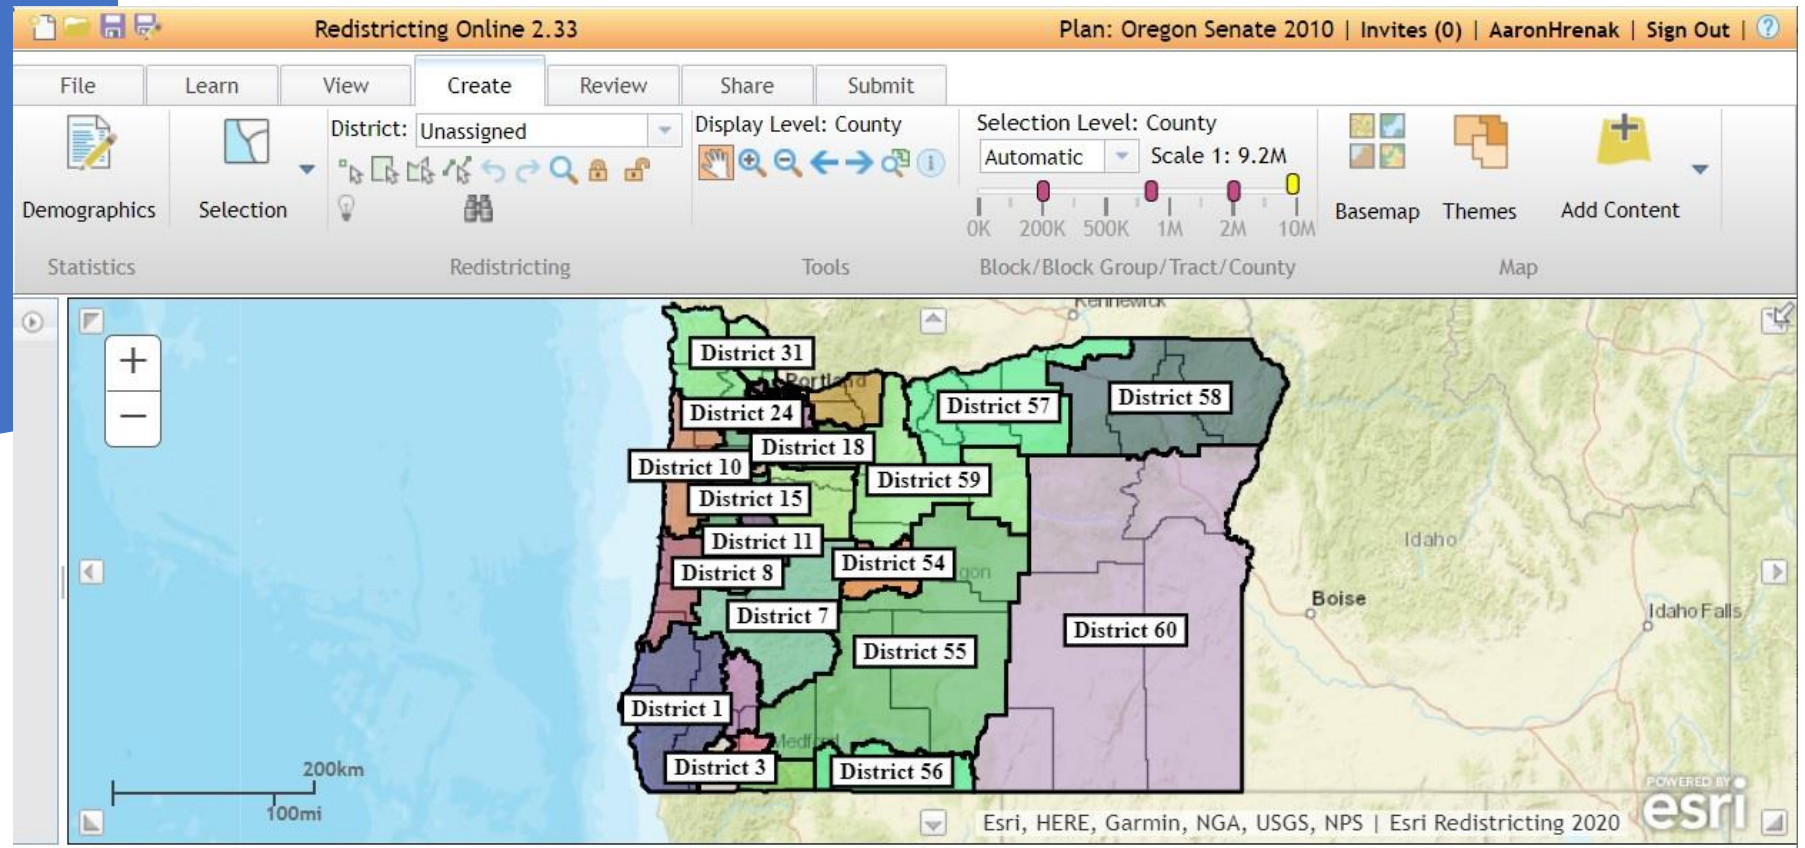 Redistricting Online 2.33
Plan: Oregon Senate 2010 | Invites (0) | AaronHrenak | Sign Out |
File Learn View Create Review Share Submit
District: Unassigned
Display Level: County
Selection Level: County
Automatic Scale 1: 9.2M
Demographics Selection
0K 200K 500K 1M 2M 10M
Basemap Themes Add Content
Statistics Redistricting Tools Block/Block Group/Tract/County Map
Kennewick
District 31
Portland
District 24
District 57
District 58
District 18
District 10
District 59
District 15
District 11
Idaho
District 8
District 54
gon
District 7
Boise
Idaho Falls
District 60
District 55
District 1
Medford
District 3
District 56
200km
100mi
POWERED BY
esri
Esri, HERE, Garmin, NGA, USGS, NPS | Esri Redistricting 2020